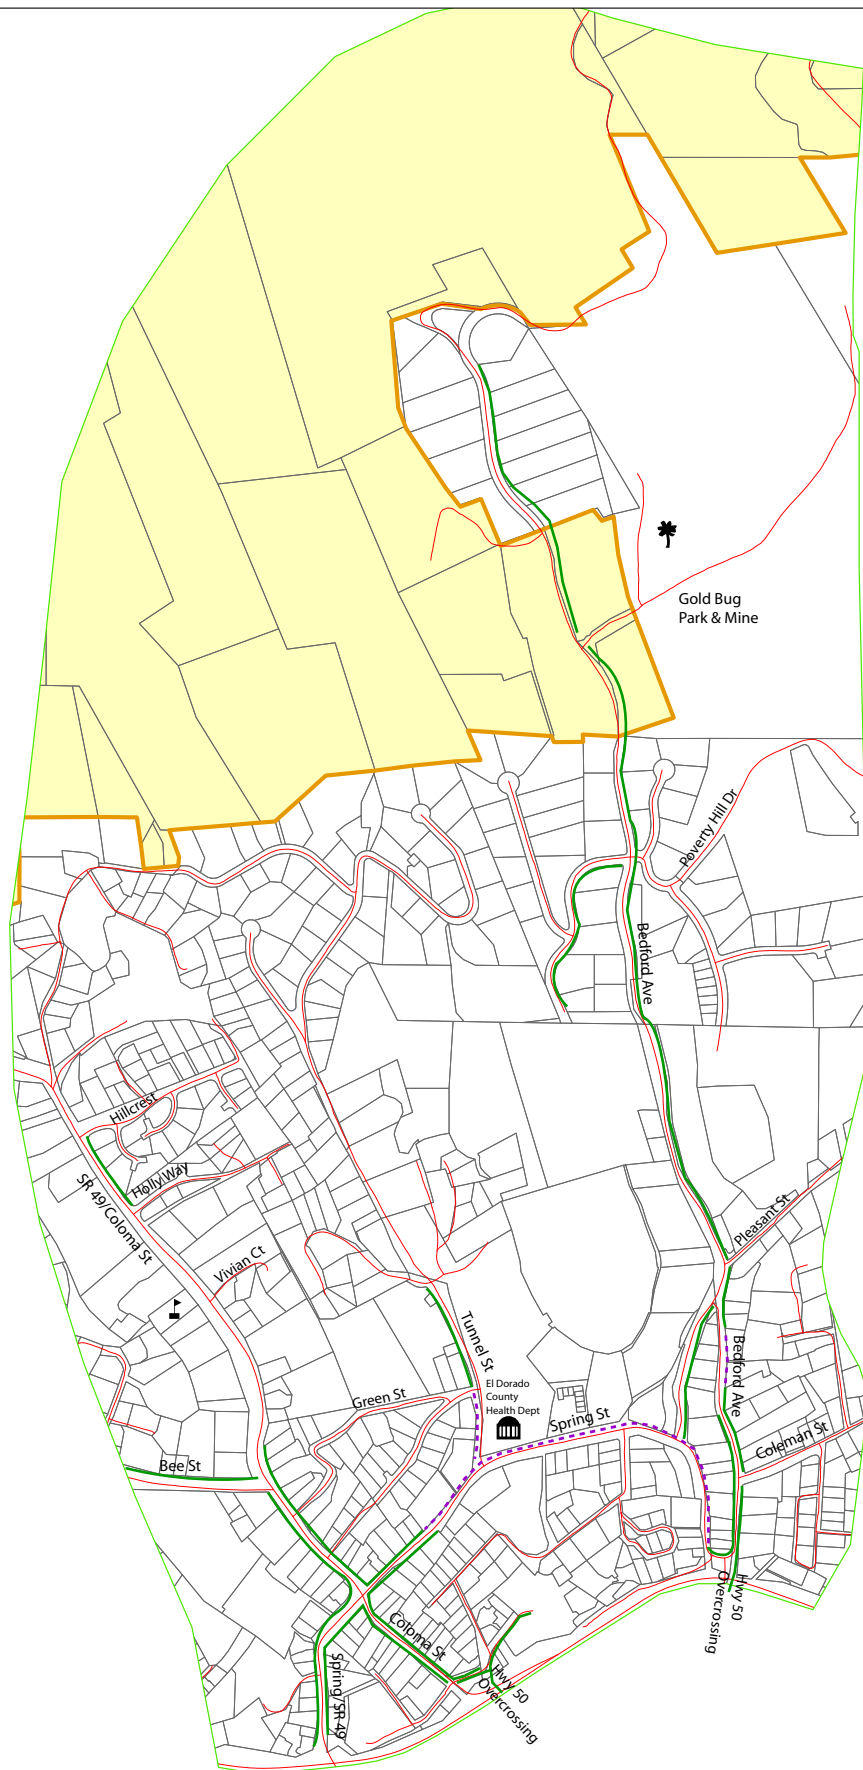 Gold Bug
Park & Mine
Poverty Hill Dr
Bedford Ave
Hillcrest
Holly Way
SR 49/Coloma St
Vivian Ct
Pleasant St
Tunnel St
Bedford Ave
El Dorado
County
Health Dept
Green St
Spring St
Coleman St
Bee St
Hwy 50
Overcrossing
Coloma St
Spring/SR 49
Hwy 50
Overcrossing